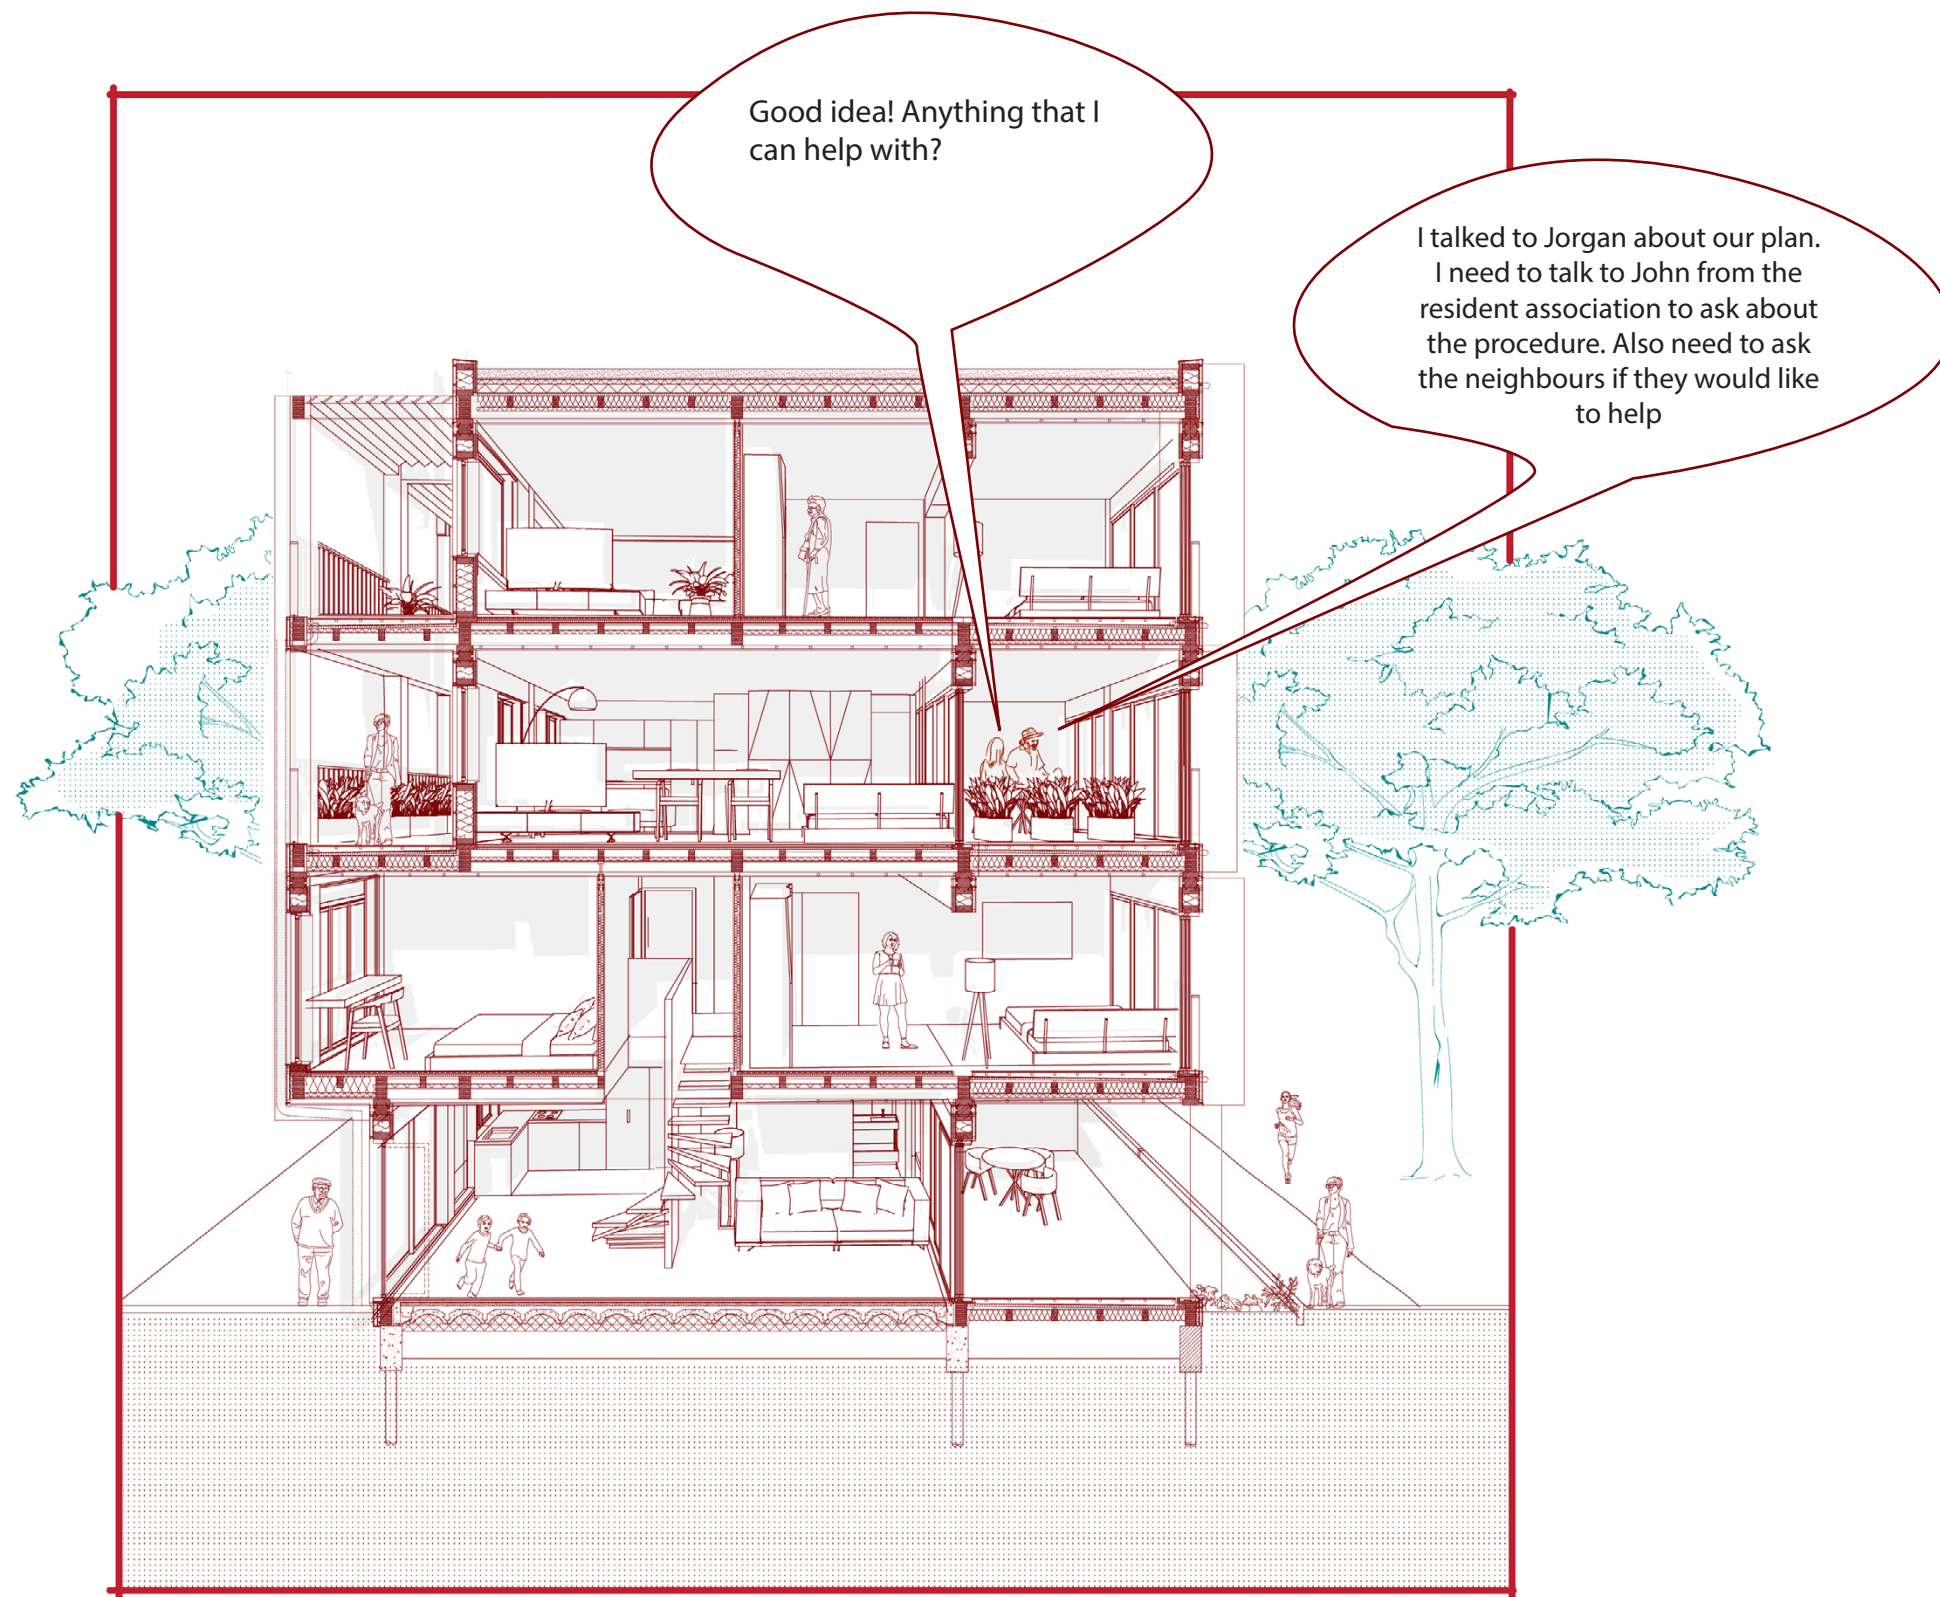 Good idea! Anything that I
can help with?
I talked to Jorgan about our plan.
I need to talk to John from the
resident association to ask about
the procedure. Also need to ask
the neighbours if they would like
to help